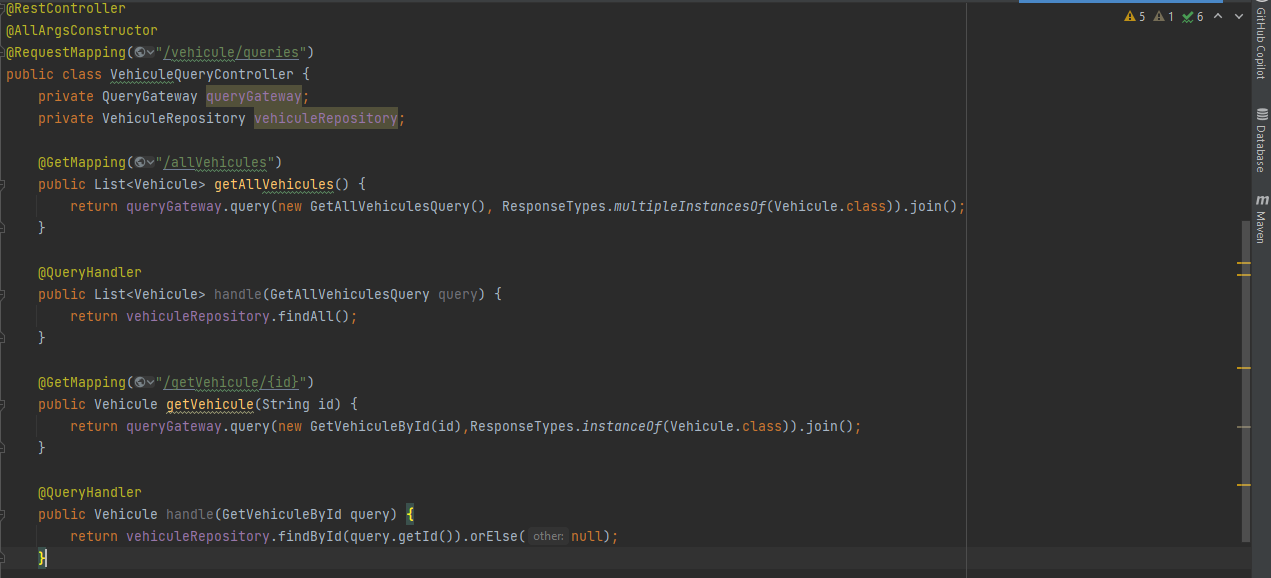 @RestController
@AllArgsConstructor
@RequestMapping("/vehicule/queries")
public class VehiculeQueryController {
    private QueryGateway queryGateway;
    private VehiculeRepository vehiculeRepository;

    @GetMapping("/allVehicules")
    public List<Vehicule> getAllVehicules() {
        return queryGateway.query(new GetAllVehiculesQuery(), ResponseTypes.multipleInstancesOf(Vehicule.class)).join();
    }

    @QueryHandler
    public List<Vehicule> handle(GetAllVehiculesQuery query) {
        return vehiculeRepository.findAll();
    }

    @GetMapping("/getVehicule/{id}")
    public Vehicule getVehicule(String id) {
        return queryGateway.query(new GetVehiculeById(id),ResponseTypes.instanceOf(Vehicule.class)).join();
    }

    @QueryHandler
    public Vehicule handle(GetVehiculeById query) {
        return vehiculeRepository.findById(query.getId()).orElse( other: null);
    }
5 1 6
GitHub Copilot
Database
m Maven